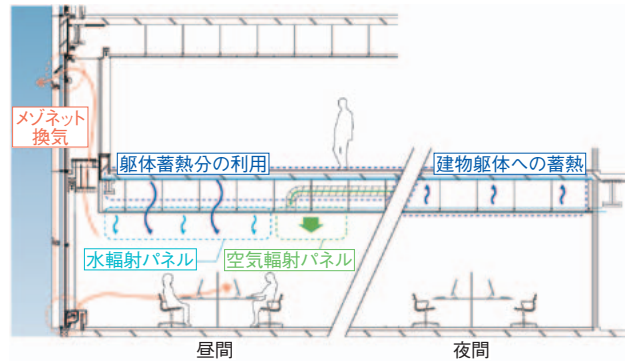 メゾネット
換気
躯体蓄熱分の利用
建物躯体への蓄熱
水輻射パネル
空気輻射パネル
昼間
夜間